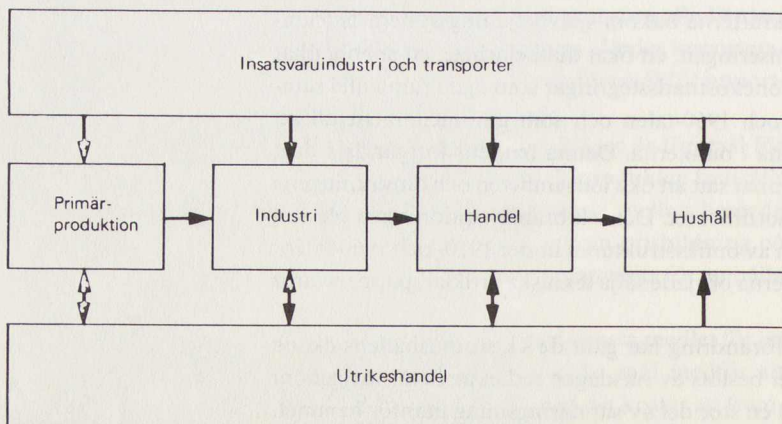 Insatsvaruindustri och transporter
Primär-
produktion
Industri
Handel
Hushåll
Utrikeshandel